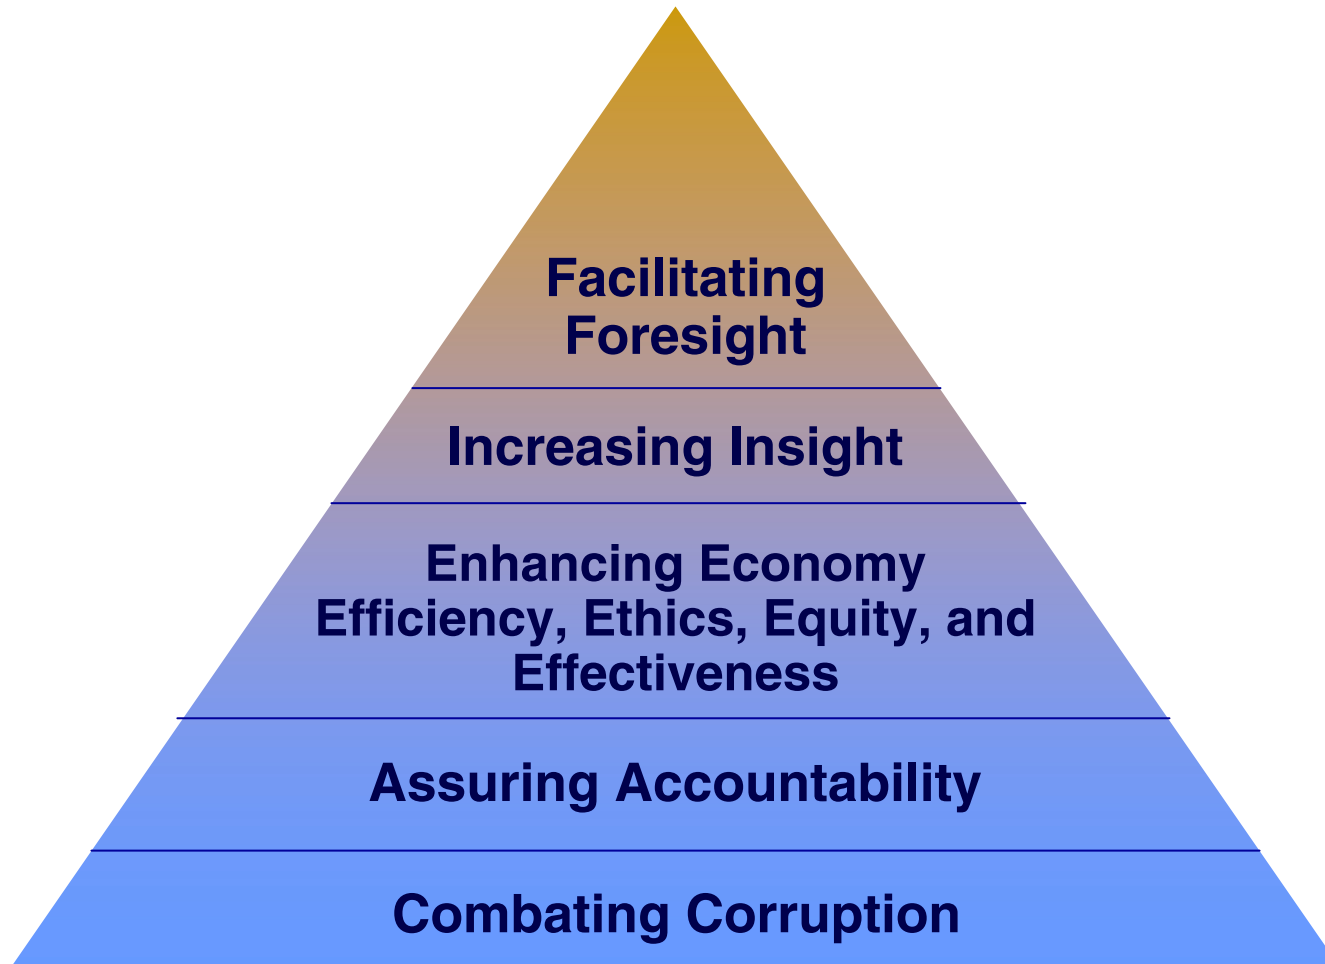 Facilitating
Foresight
Increasing Insight
Enhancing Economy
Efficiency, Ethics, Equity, and
Effectiveness
Assuring Accountability
Combating Corruption